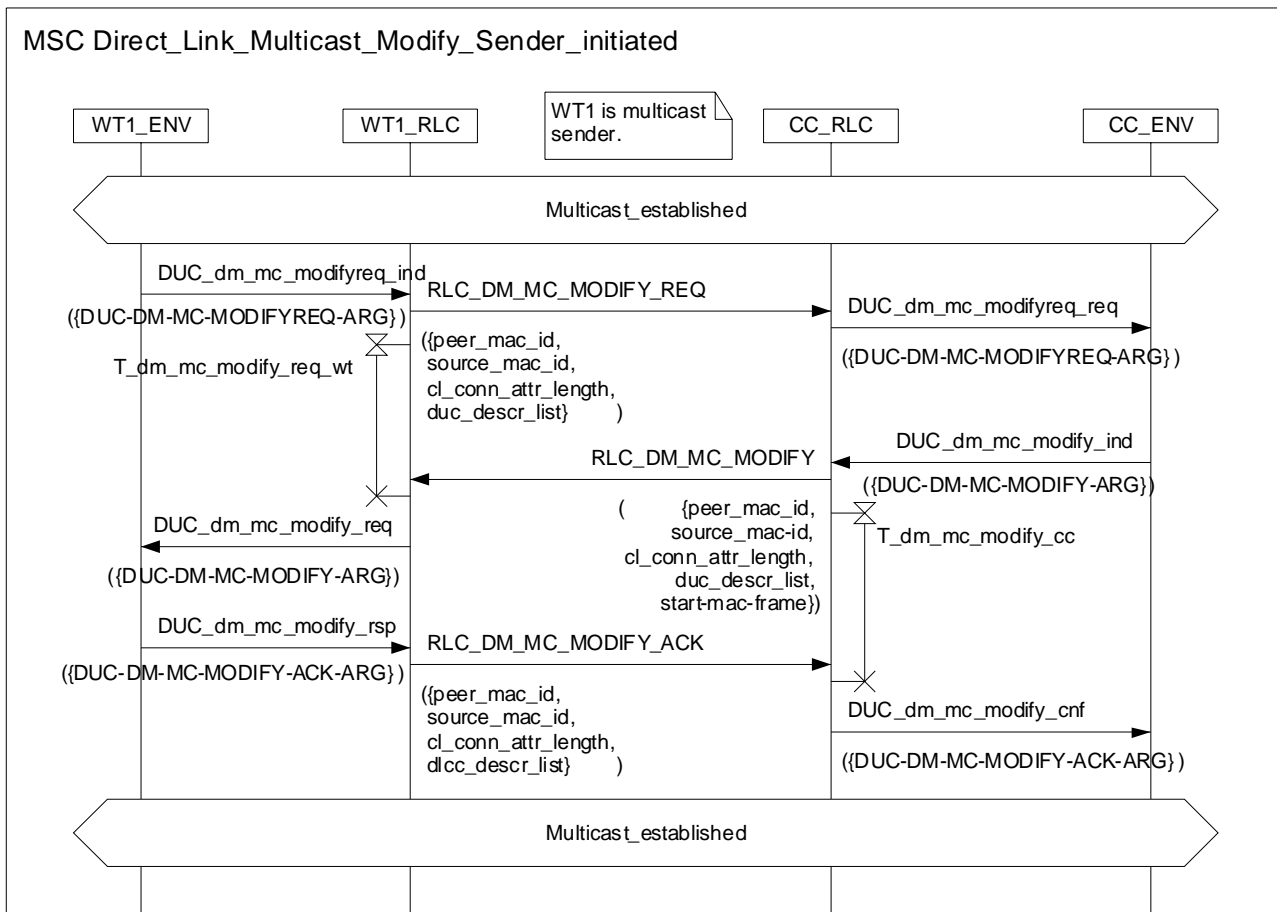 MSC Direct_Link_Multicast_Modify_Sender_initiated
WT1_ENV
WT1_RLC
WT1 is multicast
sender.
CC_RLC
CC_ENV
Multicast_established
DUC_dm_mc_modifyreq_ind
({DUC-DM-MC-MODIFYREQ-ARG})
RLC_DM_MC_MODIFY_REQ
({peer_mac_id,
source_mac_id,
cl_conn_attr_length,
duc_descr_list} )
DUC_dm_mc_modifyreq_req
({DUC-DM-MC-MODIFYREQ-ARG})
T_dm_mc_modify_req_wt
DUC_dm_mc_modify_ind
({DUC-DM-MC-MODIFY-ARG})
RLC_DM_MC_MODIFY
( {peer_mac_id,
source_mac-id,
cl_conn_attr_length,
duc_descr_list,
start-mac-frame})
T_dm_mc_modify_cc
DUC_dm_mc_modify_req
({DUC-DM-MC-MODIFY-ARG})
DUC_dm_mc_modify_rsp
({DUC-DM-MC-MODIFY-ACK-ARG})
RLC_DM_MC_MODIFY_ACK
({peer_mac_id,
source_mac_id,
cl_conn_attr_length,
dlcc_descr_list} )
DUC_dm_mc_modify_cnf
({DUC-DM-MC-MODIFY-ACK-ARG})
Multicast_established